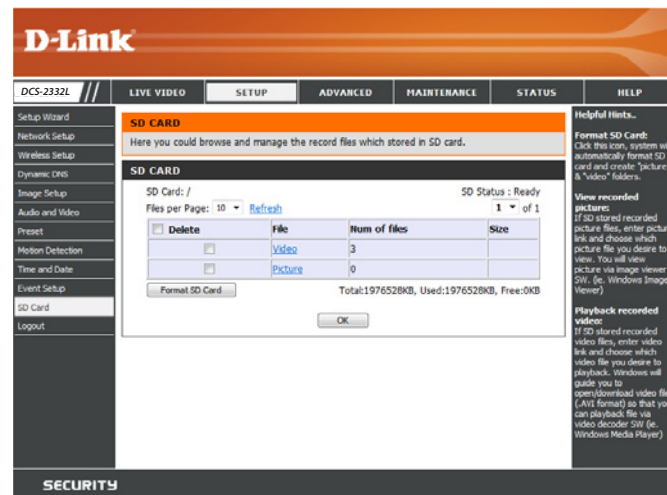 D-Link
DCS-2332L
LIVE VIDEO
SETUP
ADVANCED
MAINTENANCE
STATUS
HELP
Setup Wizard
Network Setup
Wireless Setup
Dynamic DNS
Image Setup
Audio and Video
Preset
Motion Detection
Time and Date
Event Setup
SD Card
Logout
SD CARD
Here you could browse and manage the record files which stored in SD card.
SD CARD
SD Card: /
SD Status : Ready
Files per Page: 10 Refresh
1 of 1
Delete File Num of files Size
Video 3
Picture 0
Format SD Card
Total:1976528KB, Used:1976528KB, Free:0KB
OK
Helpful Hints..
Format SD Card:
Click this icon, system
automatically format SD
card and create "picture
& "video" folders.
View recorded
picture:
If SD stored recorded
picture files, enter
link and choose which
picture file you desire to
view. You will view
picture via image viewer
SW. (ie. Windows Image
Viewer)
Playback recorded
video:
If SD stored recorded
video files, enter video
link and choose which
video file you desire to
playback. Windows will
guide you to
open/download video
(.AVI format) so that
can playback file via
video decoder SW (ie.
Windows Media Player)
SECURITY